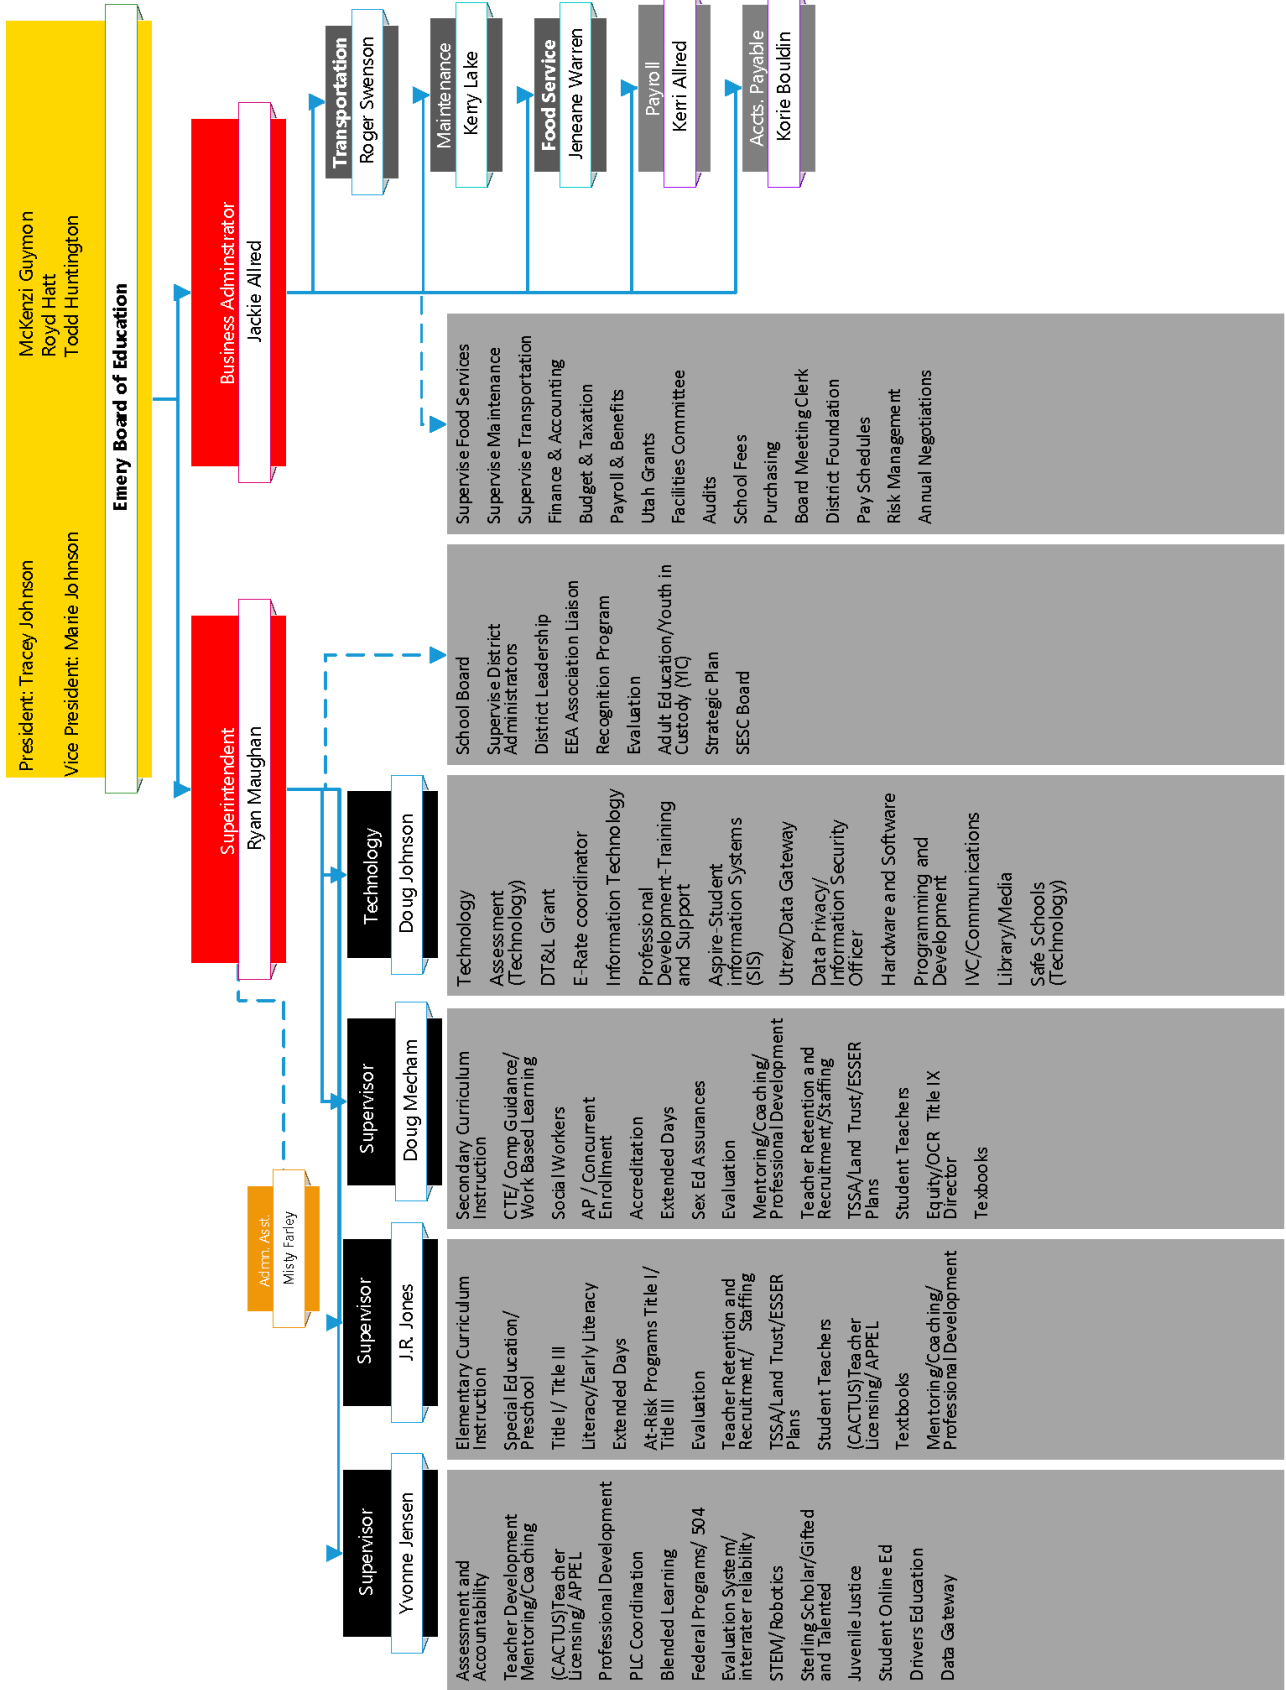 President: Tracey Johnson
Vice President: Marie Johnson
McKenzi Guymon
Royd Hatt
Todd Huntington
Emery Board of Education
Superintendent
Ryan Maughan
Business Adminstrator
Jackie Allred
Admn. Asst.
Misty Farley
Supervisor
Yvonne Jensen
Supervisor
J.R. Jones
Supervisor
Doug Mecham
Technology
Doug Johnson
Transportation
Roger Swenson
Maintenance
Kerry Lake
Food Service
Jeneane Warren
Payroll
Kerri Allred
Accts. Payable
Korie Bouldin
Assessment and
Accountability
Teacher Development
Mentoring/Coaching
(CACTUS)Teacher
Licensing/ APPEL
Professional Development
PLC Coordination
Blended Learning
Federal Programs/ 504
Evaluation System/
interrater reliability
STEM/ Robotics
Sterling Scholar/Gifted
and Talented
Juvenile Justice
Student Online Ed
Drivers Education
Data Gateway
Elementary Curriculum
Instruction
Special Education/
Preschool
Title I/ Title III
Literacy/Early Literacy
Extended Days
At-Risk Programs Title I/
Title III
Evaluation
Teacher Retention and
Recruitment/ Staffing
TSSA/Land Trust/ESSER
Plans
Student Teachers
(CACTUS)Teacher
Licensing/ APPEL
Textbooks
Mentoring/Coaching/
Professional Development
Secondary Curriculum
Instruction
CTE/ Comp Guidance/
Work Based Learning
Social Workers
AP / Concurrent
Enrollment
Accreditation
Extended Days
Sex Ed Assurances
Evaluation
Mentoring/Coaching/
Professional Development
Teacher Retention and
Recruitment/Staffing
TSSA/Land Trust/ESSER
Plans
Student Teachers
Equity/OCR Title IX
Director
Texbooks
Technology
Assessment
(Technology)
DT&L Grant
E-Rate coordinator
Information Technology
Professional
Development-Training
and Support
Aspire-Student
information Systems
(SIS)
Utrex/Data Gateway
Data Privacy/
Information Security
Officer
Hardware and Software
Programming and
Development
IVC/Communications
Library/Media
Safe Schools
(Technology)
School Board
Supervise District
Administrators
District Leadership
EEA Association Liaison
Recognition Program
Evaluation
Adult Education/Youth in
Custody (YIC)
Strategic Plan
SESC Board
Supervise Food Services
Supervise Maintenance
Supervise Transportation
Finance & Accounting
Budget & Taxation
Payroll & Benefits
Utah Grants
Facilities Committee
Audits
School Fees
Purchasing
Board Meeting Clerk
District Foundation
Pay Schedules
Risk Management
Annual Negotiations